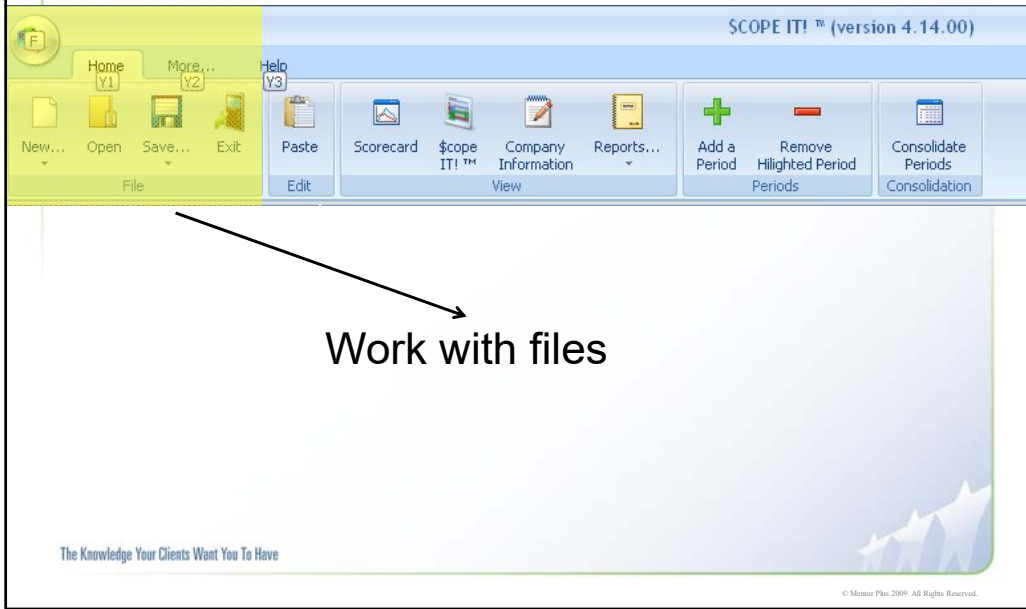 $COPE IT! ™ (version 4.14.00)
F
Home More... Help
Y1 Y2 Y3
New... Open Save... Exit Paste Scorecard $cope IT! ™ Company Information Reports... Add a Period Remove Hilighted Period Consolidate Periods
File Edit View Periods Consolidation
Work with files
The Knowledge Your Clients Want You To Have
© Mentor Plus 2009. All Rights Reserved.